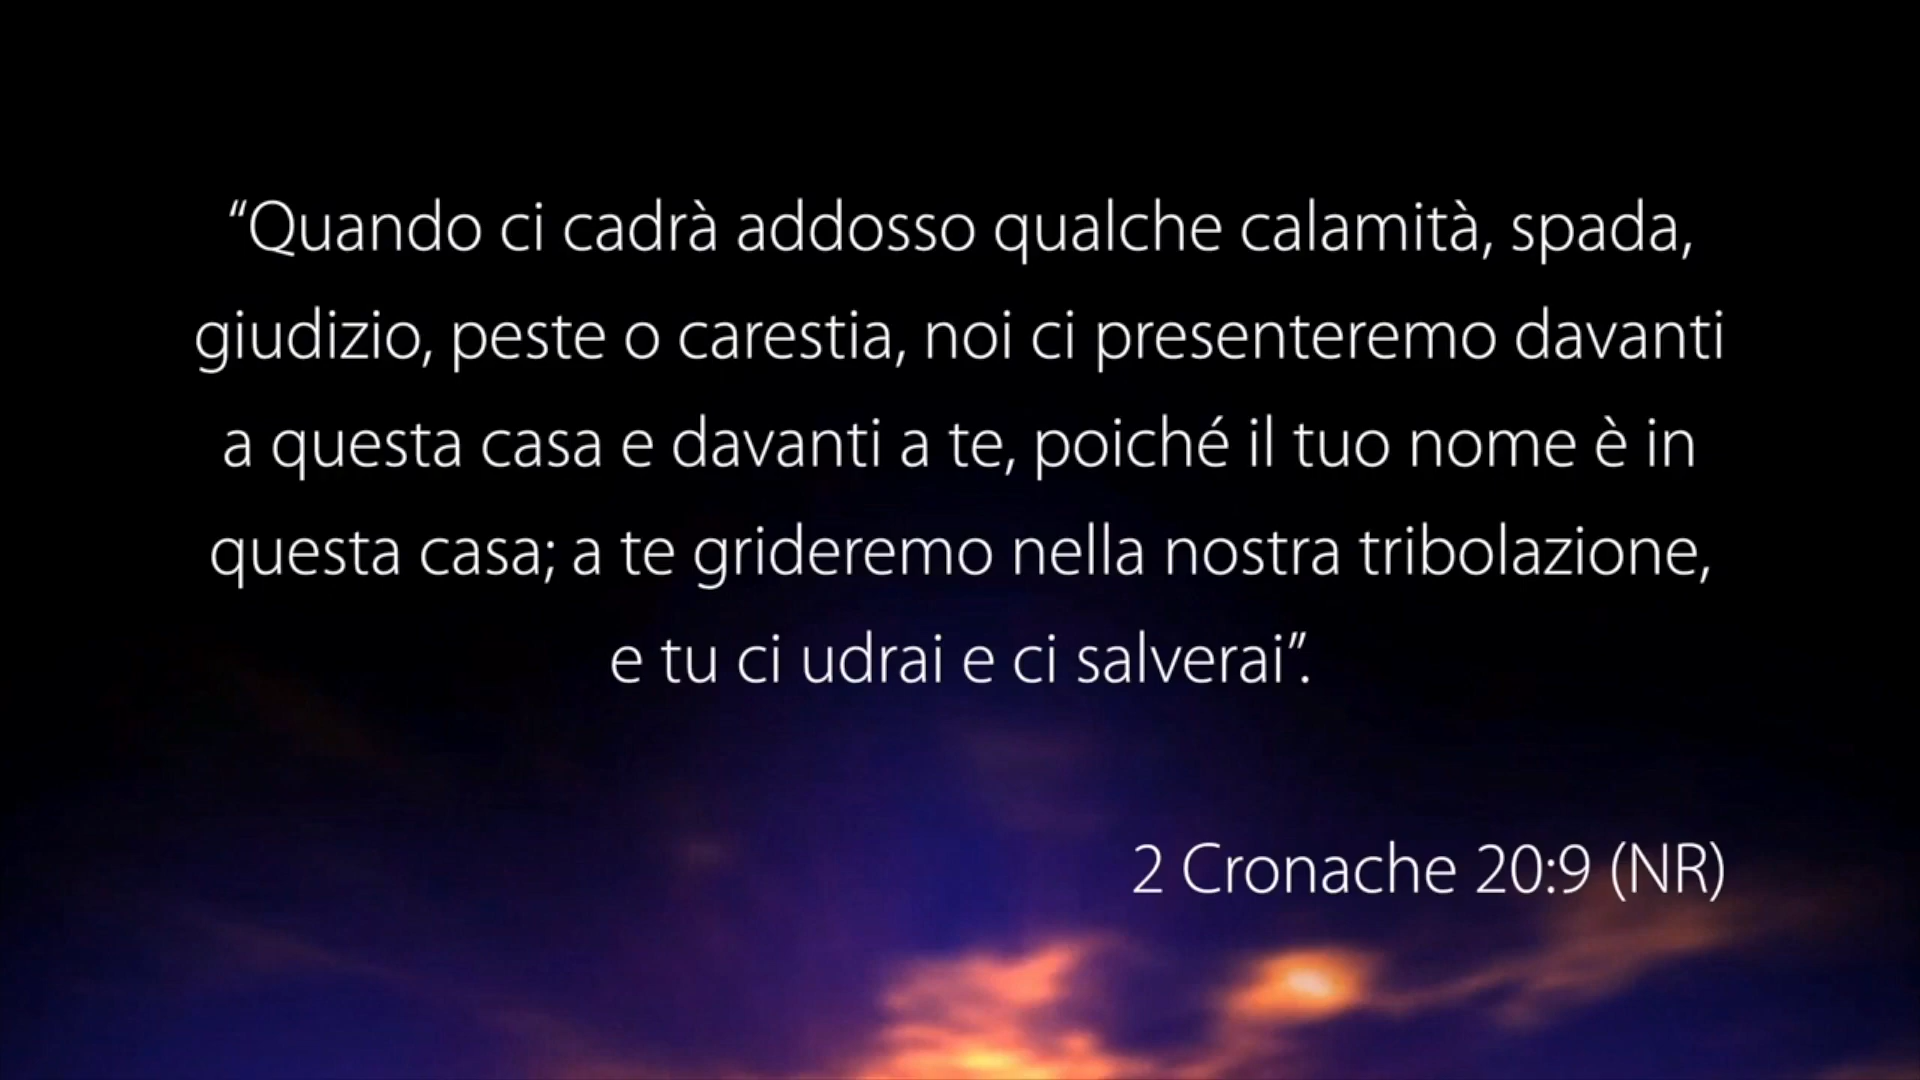 “Quando ci cadrà addosso qualche calamità, spada,
giudizio, peste o carestia, noi ci presenteremo davanti
a questa casa e davanti a te, poiché il tuo nome è in
questa casa; a te grideremo nella nostra tribolazione,
e tu ci udrai e ci salverai”.
2 Cronache 20:9 (NR)